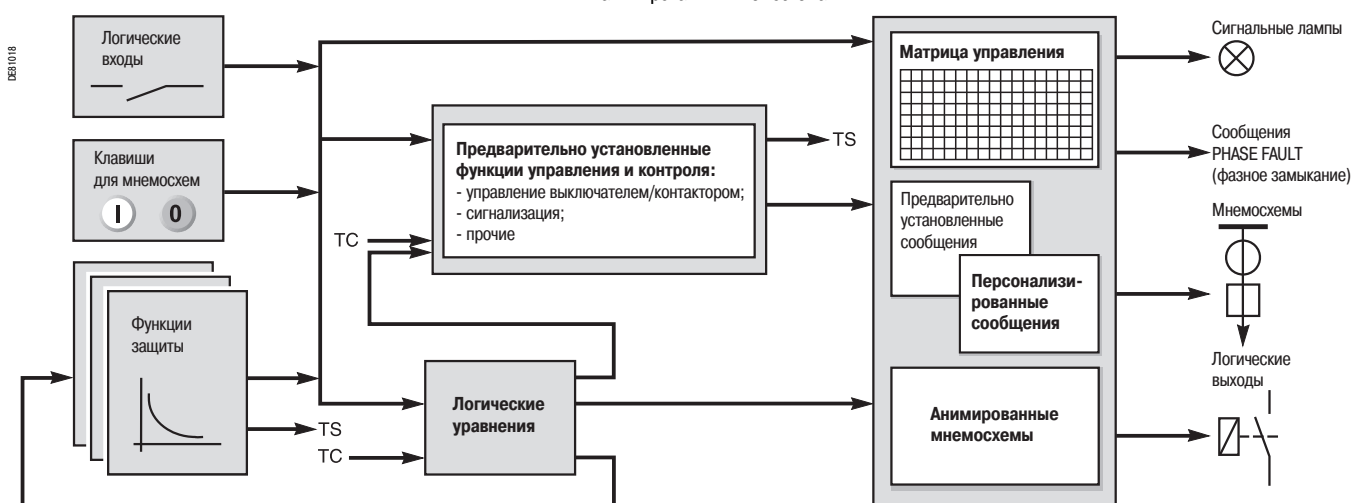 DE81018
Логические
входы
Клавиши
для мнемосхем
I 0
Функции
защиты
TS
TC
Предварительно установленные
функции управления и контроля:
- управление выключателем/контактором;
- сигнализация;
- прочие
TS
TC
Логические
уравнения
Матрица управления
Предварительно
установленные
сообщения
Персонализи-
рованные
сообщения
Анимированные
мнемосхемы
Сигнальные лампы
Сообщения
PHASE FAULT
(фазное замыкание)
Мнемосхемы
Логические
выходы